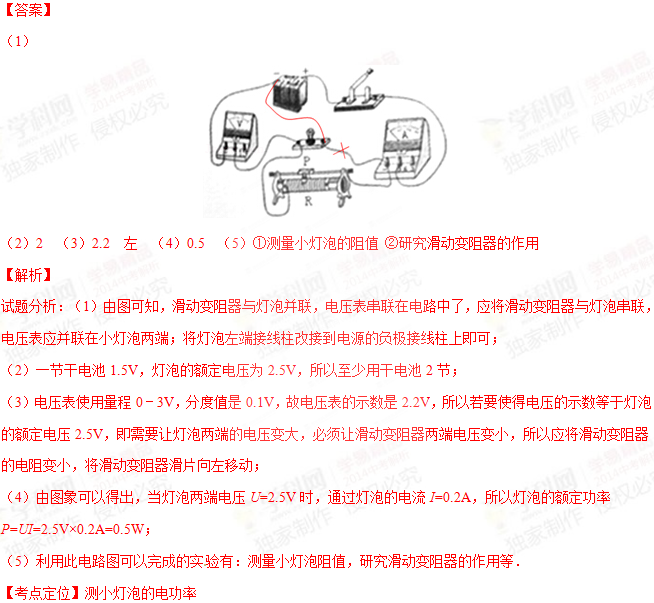 【答案】
（1）
- +
V
A
P
R
（2）2 （3）2.2 左 （4）0.5 （5）①测量小灯泡的阻值 ②研究滑动变阻器的作用
【解析】
试题分析：（1）由图可知，滑动变阻器与灯泡并联，电压表串联在电路中了，应将滑动变阻器与灯泡串联，
电压表应并联在小灯泡两端；将灯泡左端接线柱改接到电源的负极接线柱上即可；
（2）一节干电池 1.5V，灯泡的额定电压为 2.5V，所以至少用干电池 2 节；
（3）电压表使用量程 0－3V，分度值是 0.1V，故电压表的示数是 2.2V，所以若要使得电压的示数等于灯泡
的额定电压 2.5V，即需要让灯泡两端的电压变大，必须让滑动变阻器两端电压变小，所以应将滑动变阻器
的电阻变小，将滑动变阻器滑片向左移动；
（4）由图象可以得出，当灯泡两端电压 U=2.5V 时，通过灯泡的电流 I=0.2A，所以灯泡的额定功率
P=UI=2.5V×0.2A=0.5W；
（5）利用此电路图可以完成的实验有：测量小灯泡阻值，研究滑动变阻器的作用等．
【考点定位】测小灯泡的电功率